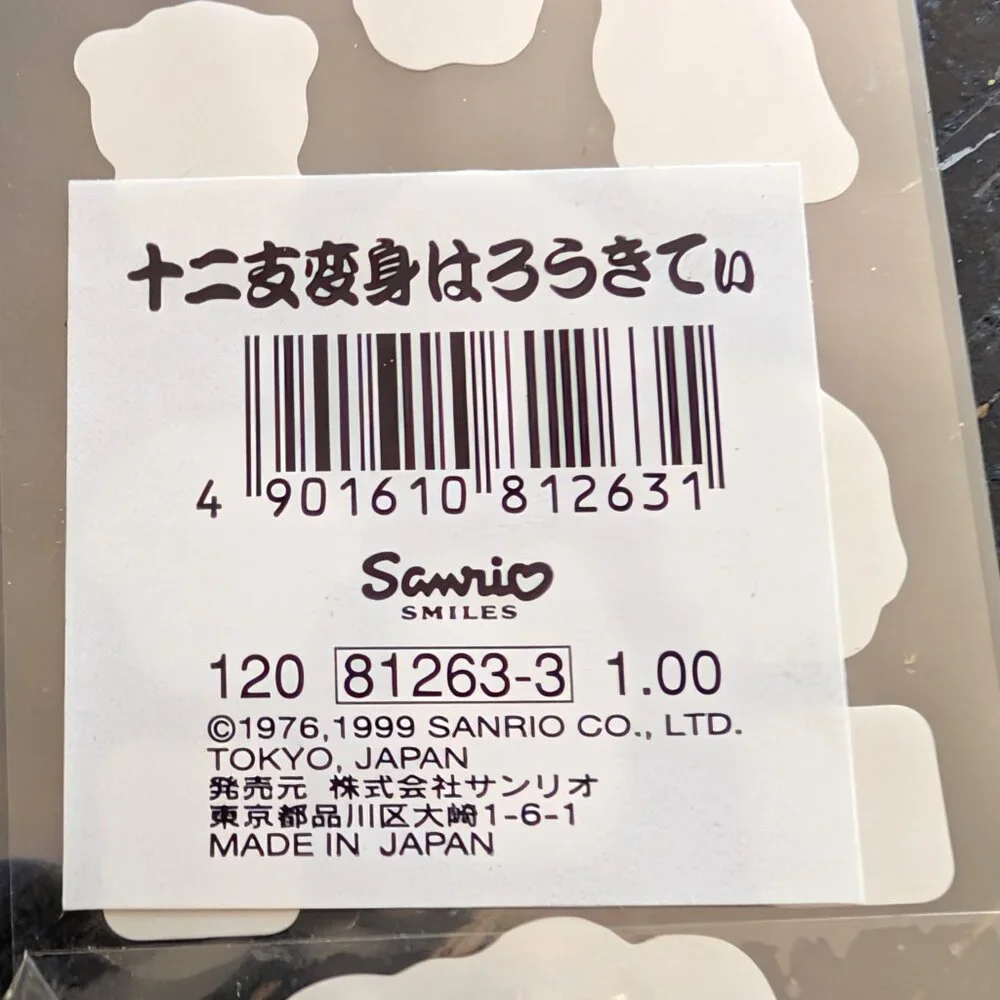 十二支変身はろうきてぃ
4 901610 812631
Sanrio
SMILES
120 81263-3 1.00
©1976,1999 SANRIO CO., LTD.
TOKYO, JAPAN
発売元 株式会社サンリオ
東京都品川区大崎1-6-1
MADE IN JAPAN